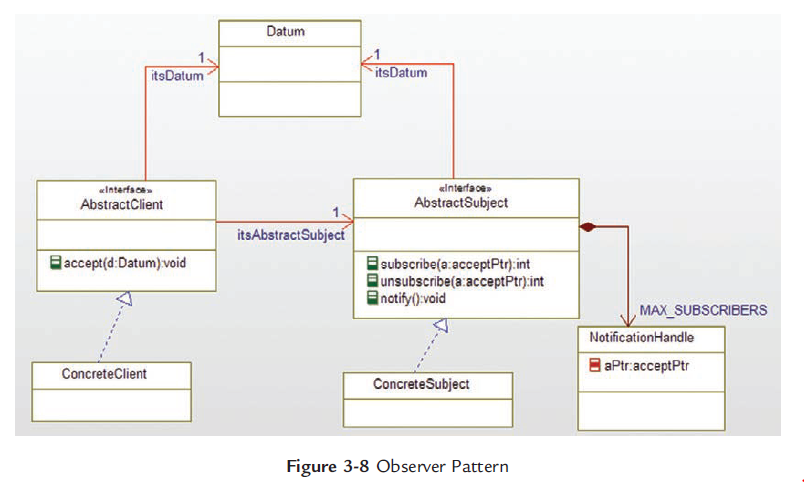 Datum
1
itsDatum
1
itsDatum
«Interface»
AbstractClient
accept(d:Datum):void
1
itsAbstractSubject
«Interface»
AbstractSubject
subscribe(a:acceptPtr):int
unsubscribe(a:acceptPtr):int
notify():void
MAX_SUBSCRIBERS
NotificationHandle
aPtr:acceptPtr
ConcreteClient
ConcreteSubject
Figure 3-8 Observer Pattern